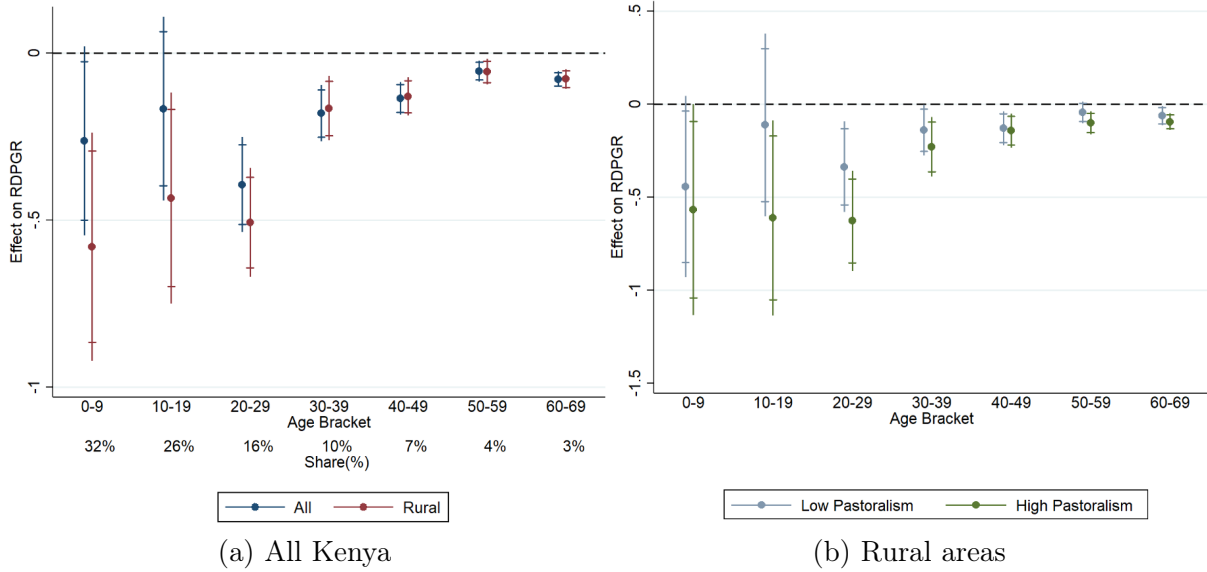 Effect on RDPGR
0
-.5
-1
0-9 10-19 20-29 30-39 40-49 50-59 60-69
Age Bracket
32% 26% 16% 10% 7% 4% 3%
Share(%)
All Rural
(a) All Kenya
Effect on RDPGR
.5
0
-.5
-1
-1.5
0-9 10-19 20-29 30-39 40-49 50-59 60-69
Age Bracket
Low Pastoralism High Pastoralism
(b) Rural areas